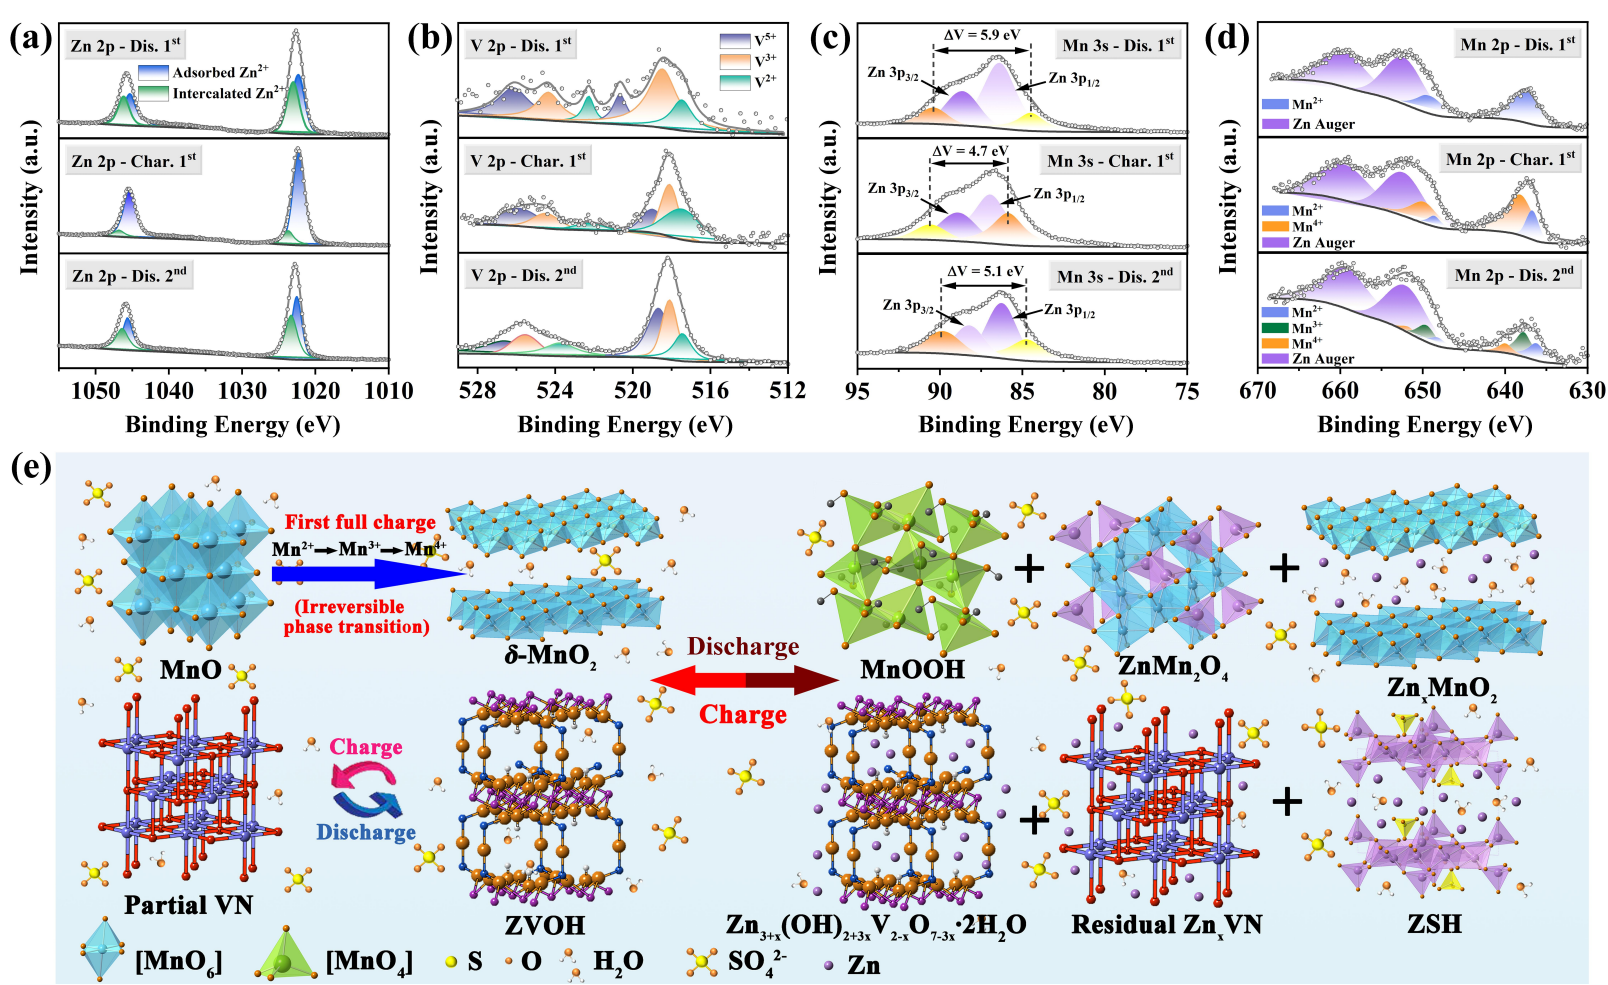 (a)
Zn 2p - Dis. 1st
Adsorbed Zn2+
Intercalated Zn2+
Zn 2p - Char. 1st
Zn 2p - Dis. 2nd
Intensity (a.u.)
1050 1040 1030 1020 1010
Binding Energy (eV)
(b)
V 2p - Dis. 1st
V5+
V3+
V2+
V 2p - Char. 1st
V 2p - Dis. 2nd
Intensity (a.u.)
528 524 520 516 512
Binding Energy (eV)
(c)
ΔV = 5.9 eV
Mn 3s - Dis. 1st
Zn 3p3/2
Zn 3p1/2
ΔV = 4.7 eV
Mn 3s - Char. 1st
Zn 3p3/2
Zn 3p1/2
ΔV = 5.1 eV
Mn 3s - Dis. 2nd
Zn 3p3/2
Zn 3p1/2
Intensity (a.u.)
95 90 85 80 75
Binding Energy (eV)
(d)
Mn 2p - Dis. 1st
Mn2+
Zn Auger
Mn 2p - Char. 1st
Mn2+
Mn4+
Zn Auger
Mn 2p - Dis. 2nd
Mn2+
Mn3+
Mn4+
Zn Auger
Intensity (a.u.)
670 660 650 640 630
Binding Energy (eV)
(e)
First full charge
Mn2+→Mn3+→Mn4+
(Irreversible
phase transition)
MnO
δ-MnO2
Discharge
Charge
MnOOH
+
ZnMn2O4
+
ZnxMnO2
Charge
Discharge
Partial VN
ZVOH
Zn3+x(OH)2+3xV2-xO7-3x·2H2O
+
Residual ZnxVN
+
ZSH
[MnO6]
[MnO4]
S
O
H2O
SO42-
Zn